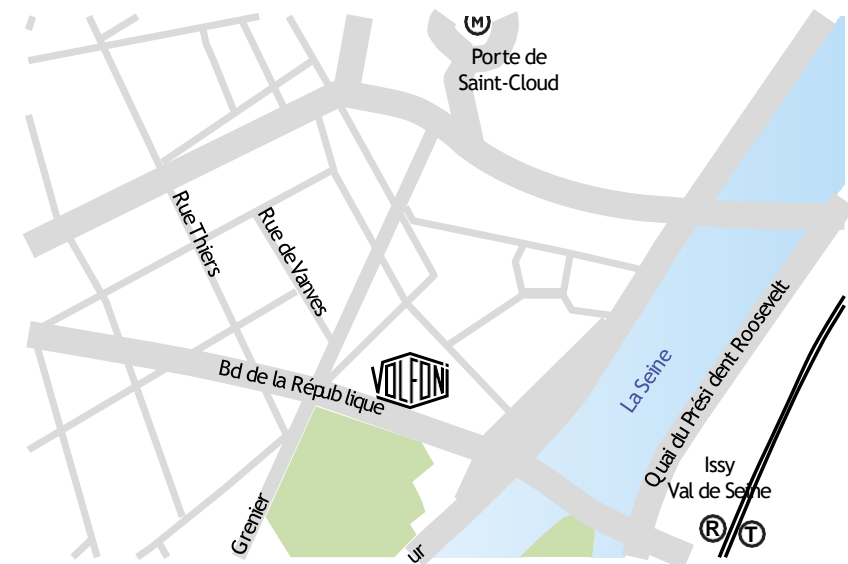 M
Porte de
Saint-Cloud
Rue Thiers
Rue de Vanves
Bd de la République
VOLFONI
La Seine
Quai du Président Roosevelt
Issy
Val de Seine
R T
Grenier
ur